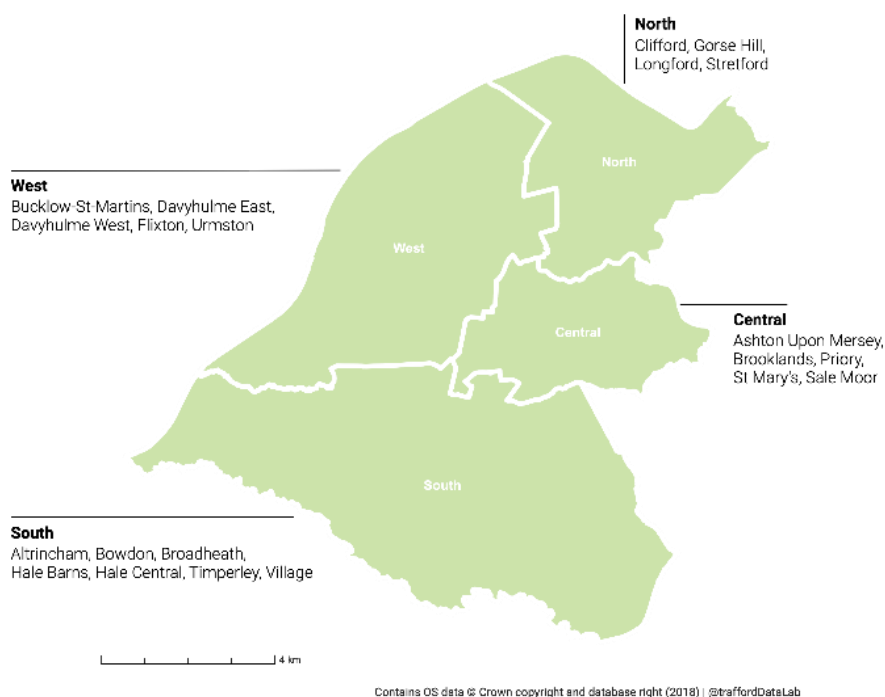 North
Clifford, Gorse Hill,
Longford, Stretford
North
West
Bucklow-St-Martins, Davyhulme East,
Davyhulme West, Flixton, Urmston
West
Central
Central
Ashton Upon Mersey,
Brooklands, Priory,
St Mary's, Sale Moor
South
South
Altrincham, Bowdon, Broadheath,
Hale Barns, Hale Central, Timperley, Village
4 km
Contains OS data © Crown copyright and database right (2018) | @traffordDataLab